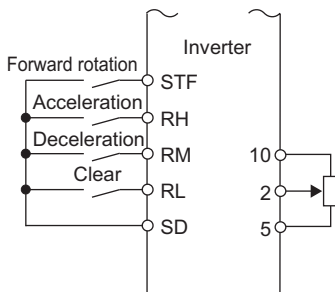 Inverter
Forward rotation STF
Acceleration RH
Deceleration RM 10
Clear RL 2
SD 5